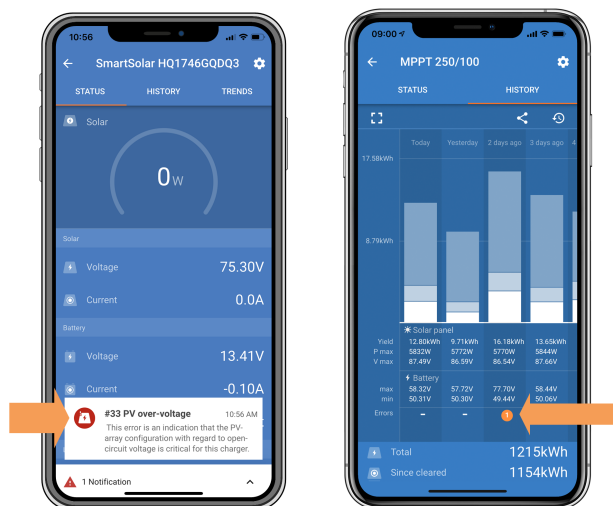 10:56
SmartSolar HQ1746GQDQ3
STATUS HISTORY TRENDS
Solar
0W
Solar
Voltage 75.30V
Current 0.0A
Battery
Voltage 13.41V
Current -0.10A
#33 PV over-voltage 10:56 AM
This error is an indication that the PV-
array configuration with regard to open-
circuit voltage is critical for this charger.
1 Notification
09:00
MPPT 250/100
STATUS HISTORY
Today Yesterday 2 days ago 3 days ago 4
17.58kWh
8.79kWh
Solar panel
Yield 12.80kWh 9.71kWh 16.18kWh 13.65kWh
P max 5832W 5772W 5770W 5844W
V max 87.49V 86.59V 86.54V 87.66V
Battery
max 58.32V 57.72V 77.70V 58.44V
min 50.31V 50.30V 49.44V 50.06V
Errors – – 1
Total 1215kWh
Since cleared 1154kWh